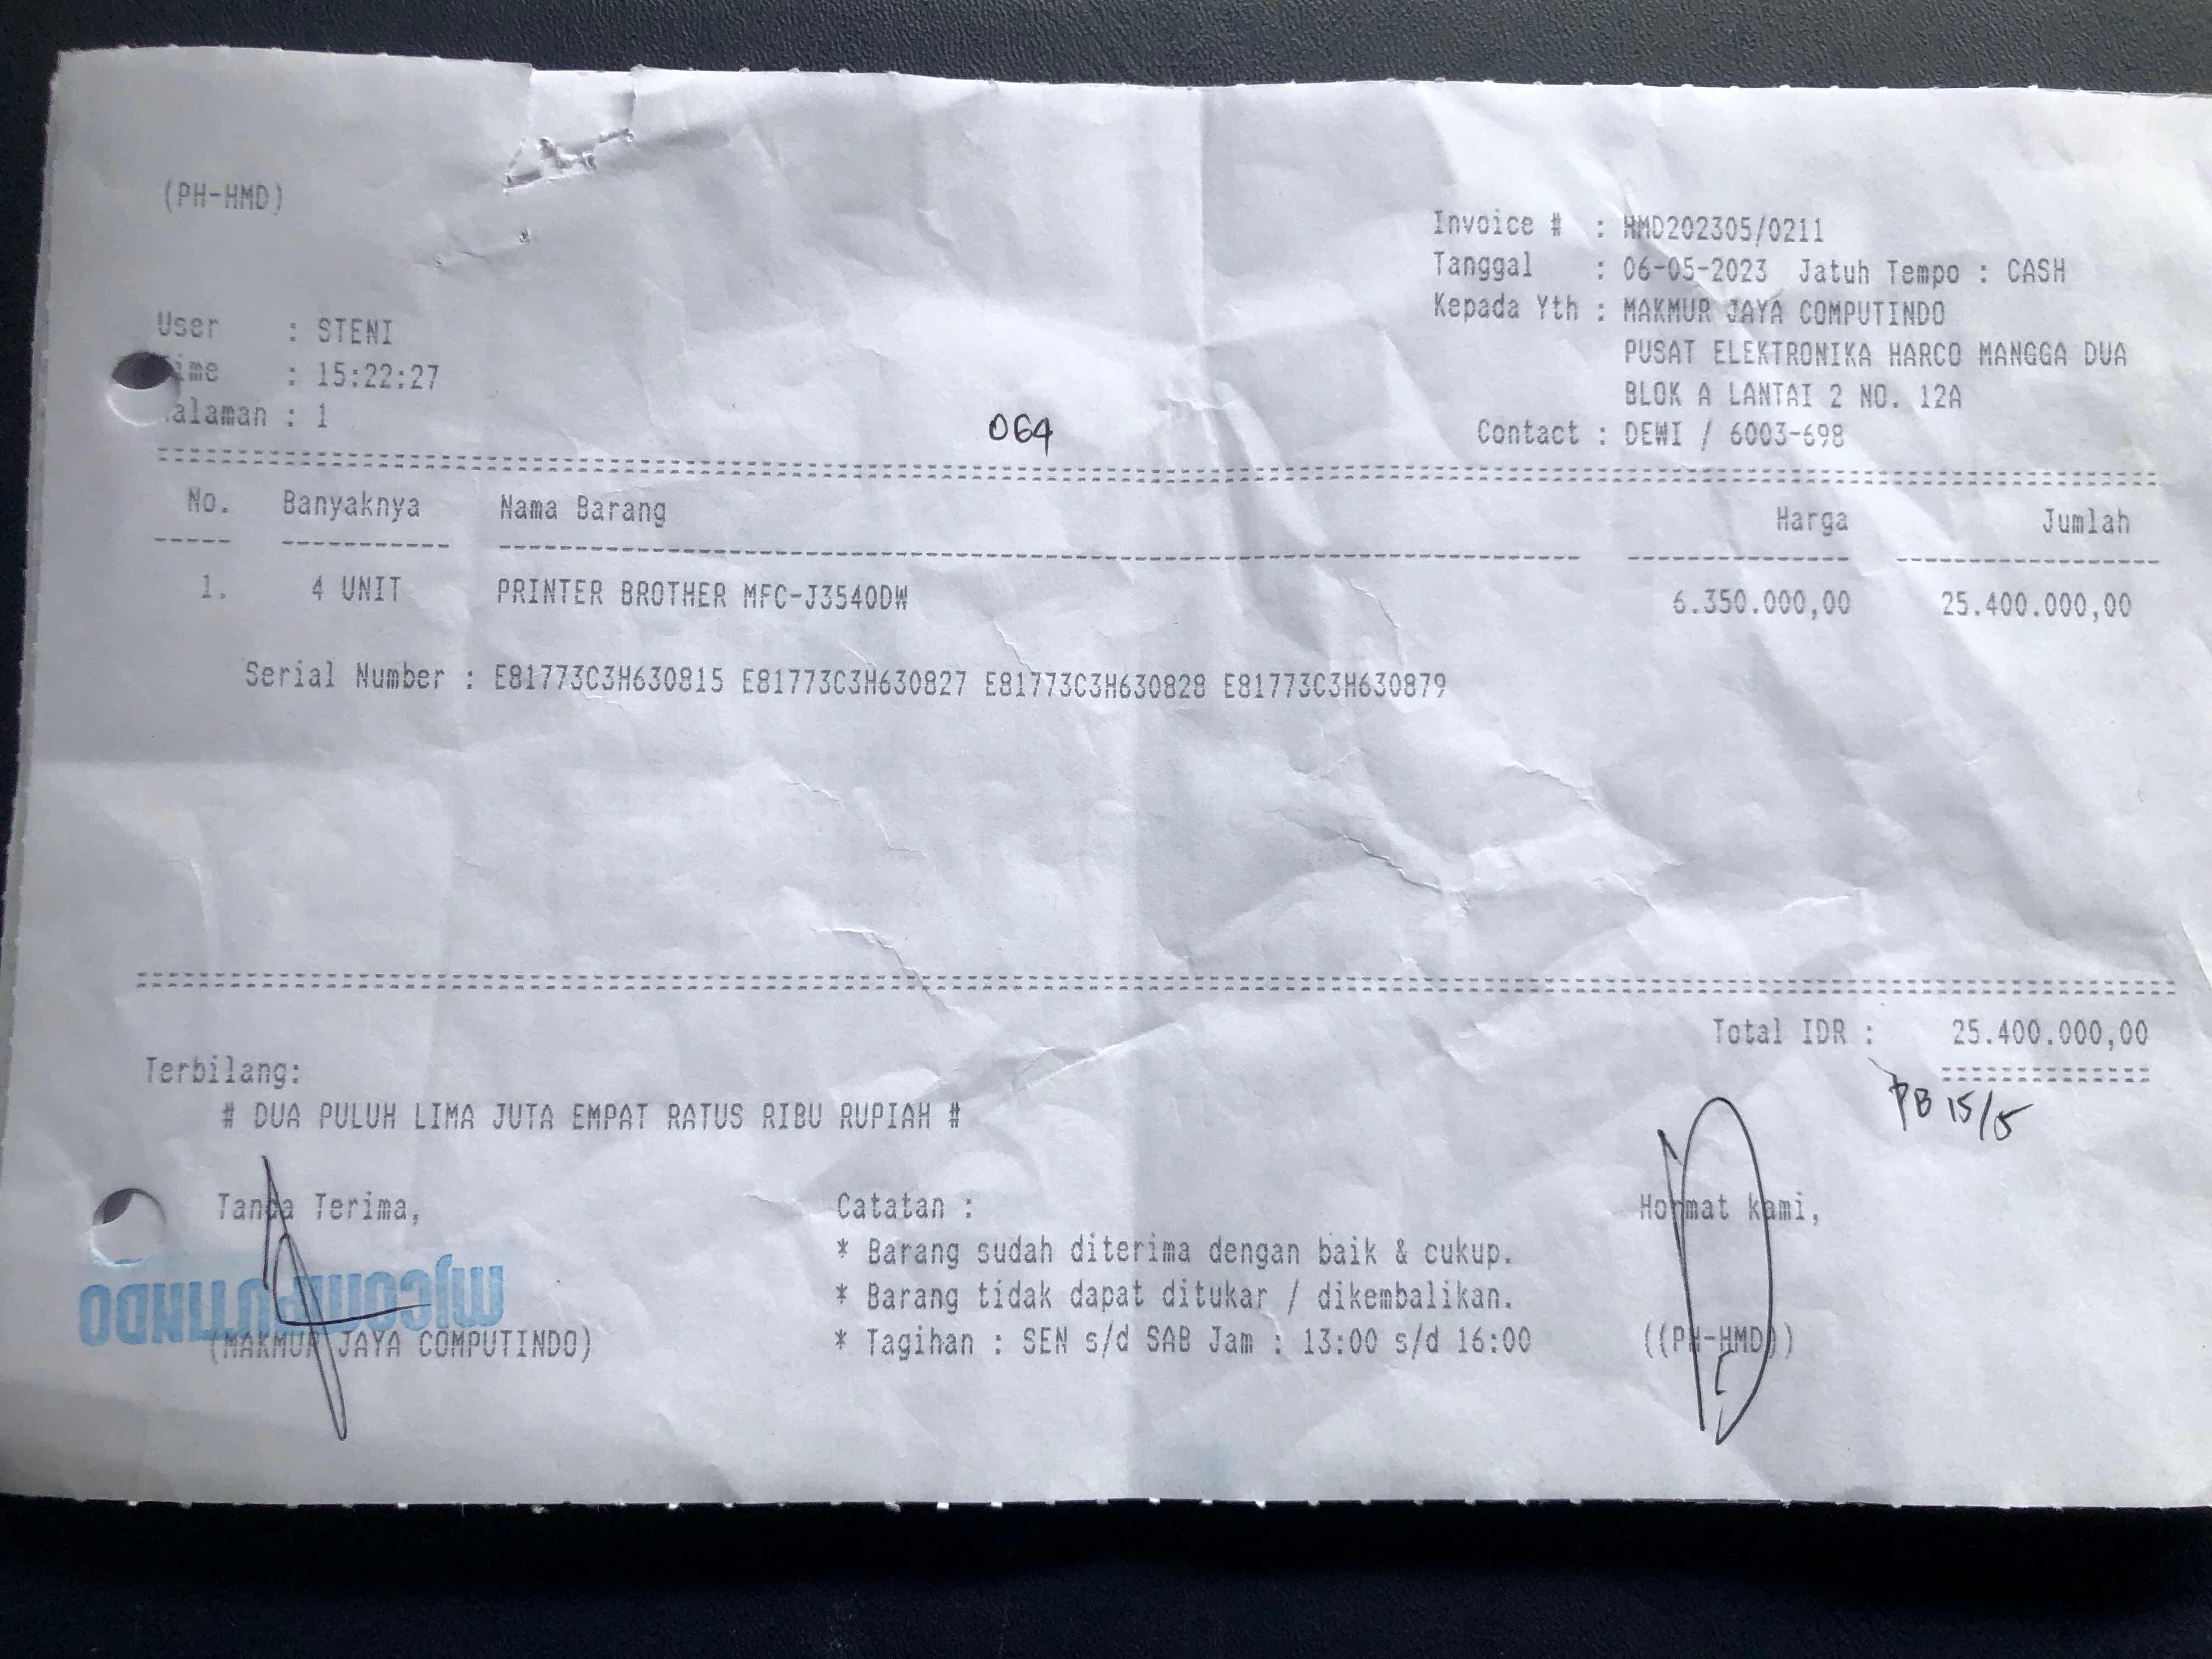 (PH-HMD)
Invoice # : HMD202305/0211
Tanggal : 06-05-2023 Jatuh Tempo : CASH
Kepada Yth : MAKMUR JAYA COMPUTINDO
PUSAT ELEKTRONIKA HARCO MANGGA DUA
BLOK A LANTAI 2 NO. 12A
Contact : DEWI / 6003-698
User : STENI
ime : 15:22:27
alaman : 1
064
No. Banyaknya Nama Barang Harga Jumlah
1. 4 UNIT PRINTER BROTHER MFC-J3540DW 6.350.000,00 25.400.000,00
Serial Number : E81773C3H630815 E81773C3H630827 E81773C3H630828 E81773C3H630879
Total IDR : 25.400.000,00
PB 15/5
Terbilang:
# DUA PULUH LIMA JUTA EMPAT RATUS RIBU RUPIAH #
Tanda Terima,
mjcomputindo
(MAKMUR JAYA COMPUTINDO)
Catatan :
* Barang sudah diterima dengan baik & cukup.
* Barang tidak dapat ditukar / dikembalikan.
* Tagihan : SEN s/d SAB Jam : 13:00 s/d 16:00
Hormat kami,
((PH-HMD))